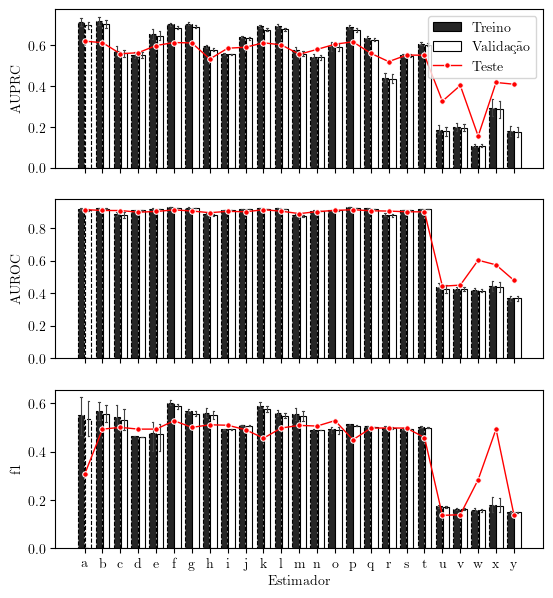 AUPRC
0.6
0.4
0.2
0.0
Treino
Validação
Teste
AUROC
0.8
0.6
0.4
0.2
0.0
f1
0.6
0.4
0.2
0.0
a b c d e f g h i j k l m n o p q r s t u v w x y
Estimador